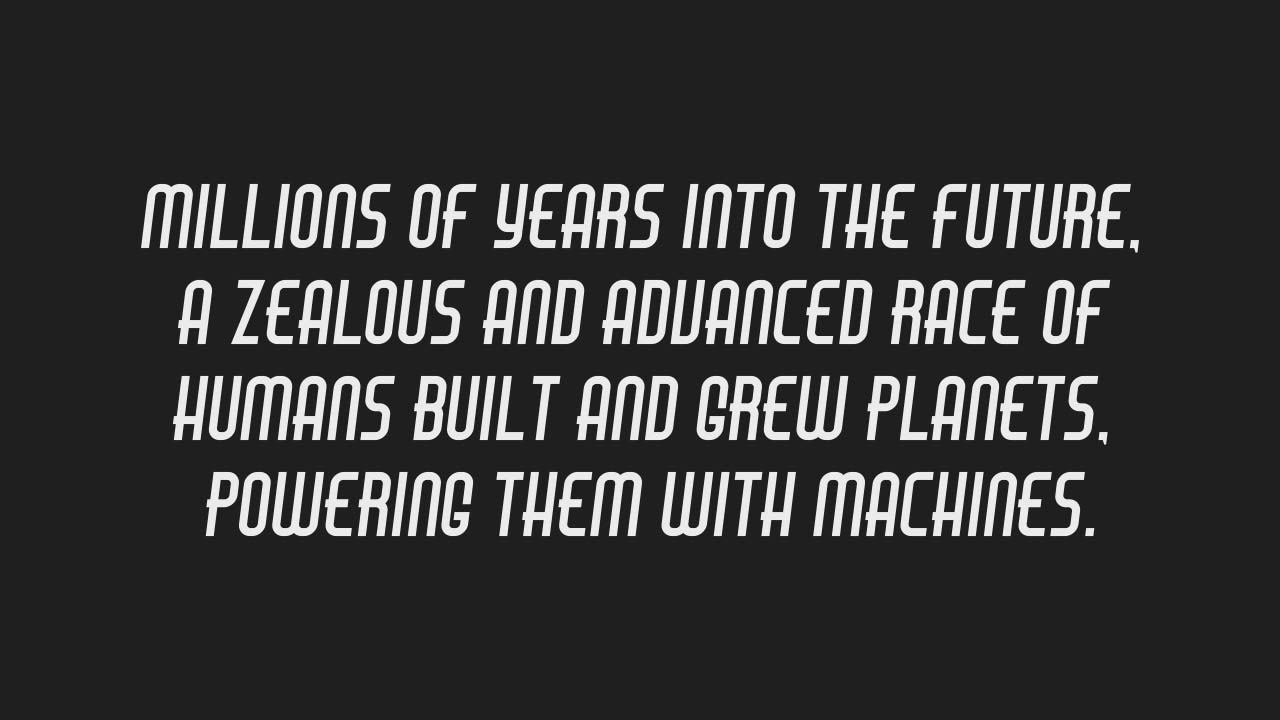 MILLIONS OF YEARS INTO THE FUTURE,
A ZEALOUS AND ADVANCED RACE OF
HUMANS BUILT AND GREW PLANETS,
POWERING THEM WITH MACHINES.